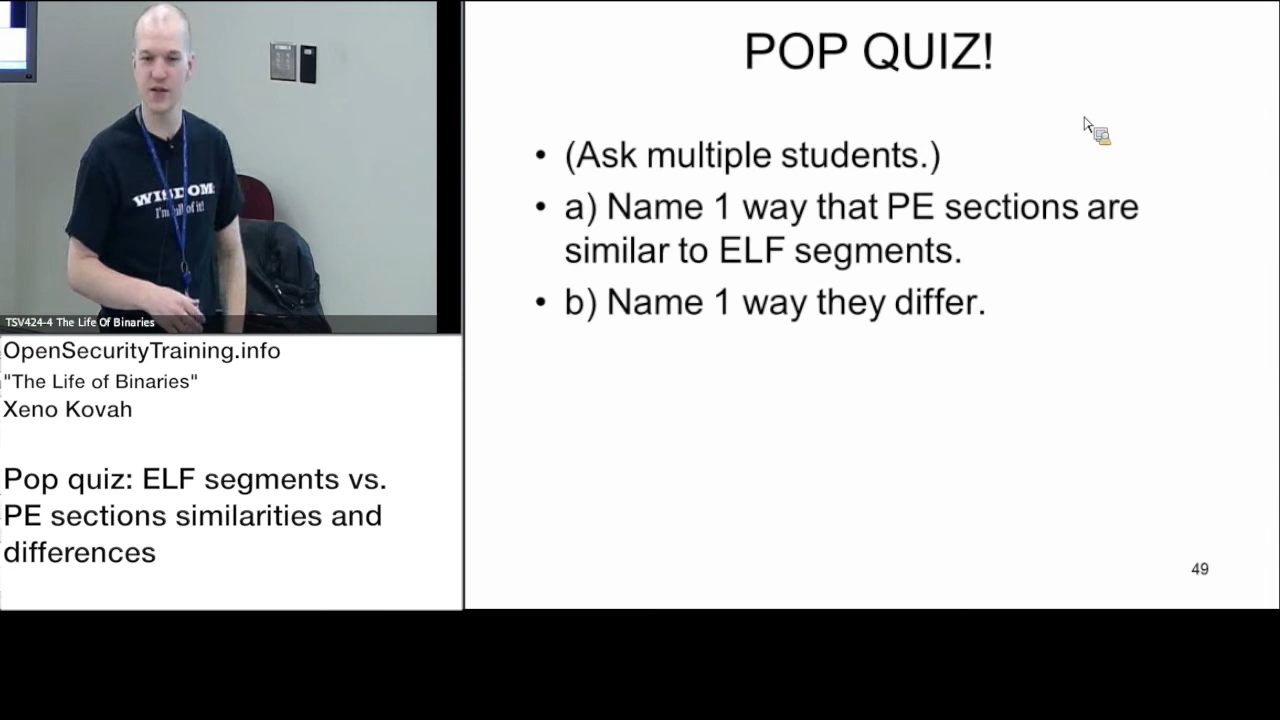 WISDOM
I'm full of it!
TSV424-4 The Life Of Binaries
OpenSecurityTraining.info
"The Life of Binaries"
Xeno Kovah
Pop quiz: ELF segments vs.
PE sections similarities and
differences
POP QUIZ!
• (Ask multiple students.)
• a) Name 1 way that PE sections are
similar to ELF segments.
• b) Name 1 way they differ.
49